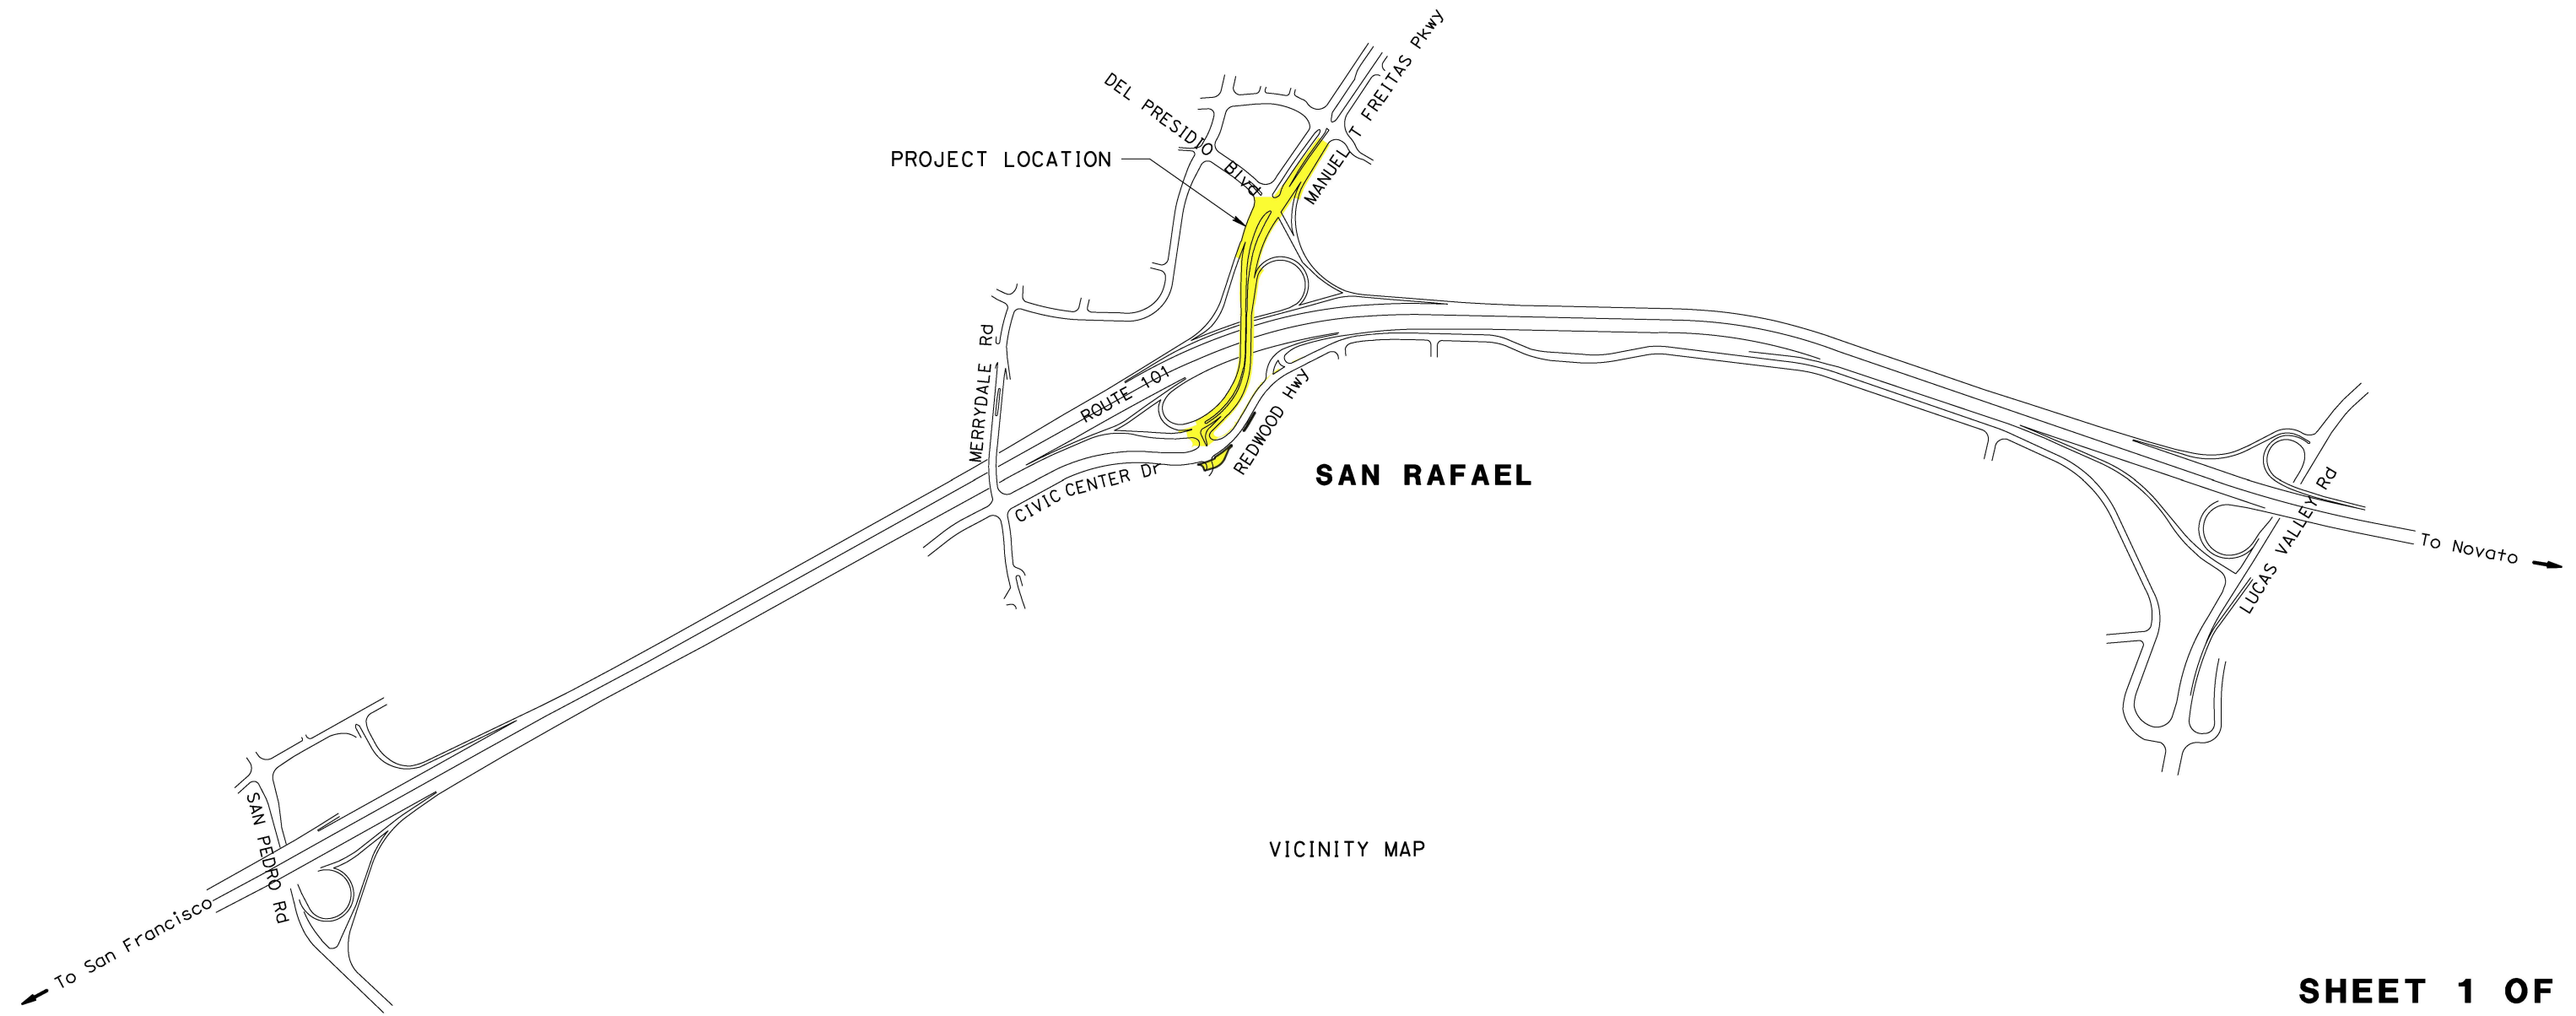 MANUEL T FREITAS Pkwy
DEL PRESIDIO Blvd
PROJECT LOCATION
MERRYDALE Rd
ROUTE 101
REDWOOD Hwy
CIVIC CENTER Dr
SAN RAFAEL
LUCAS VALLEY Rd
To Novato
SAN PEDRO Rd
VICINITY MAP
To San Francisco
SHEET 1 OF